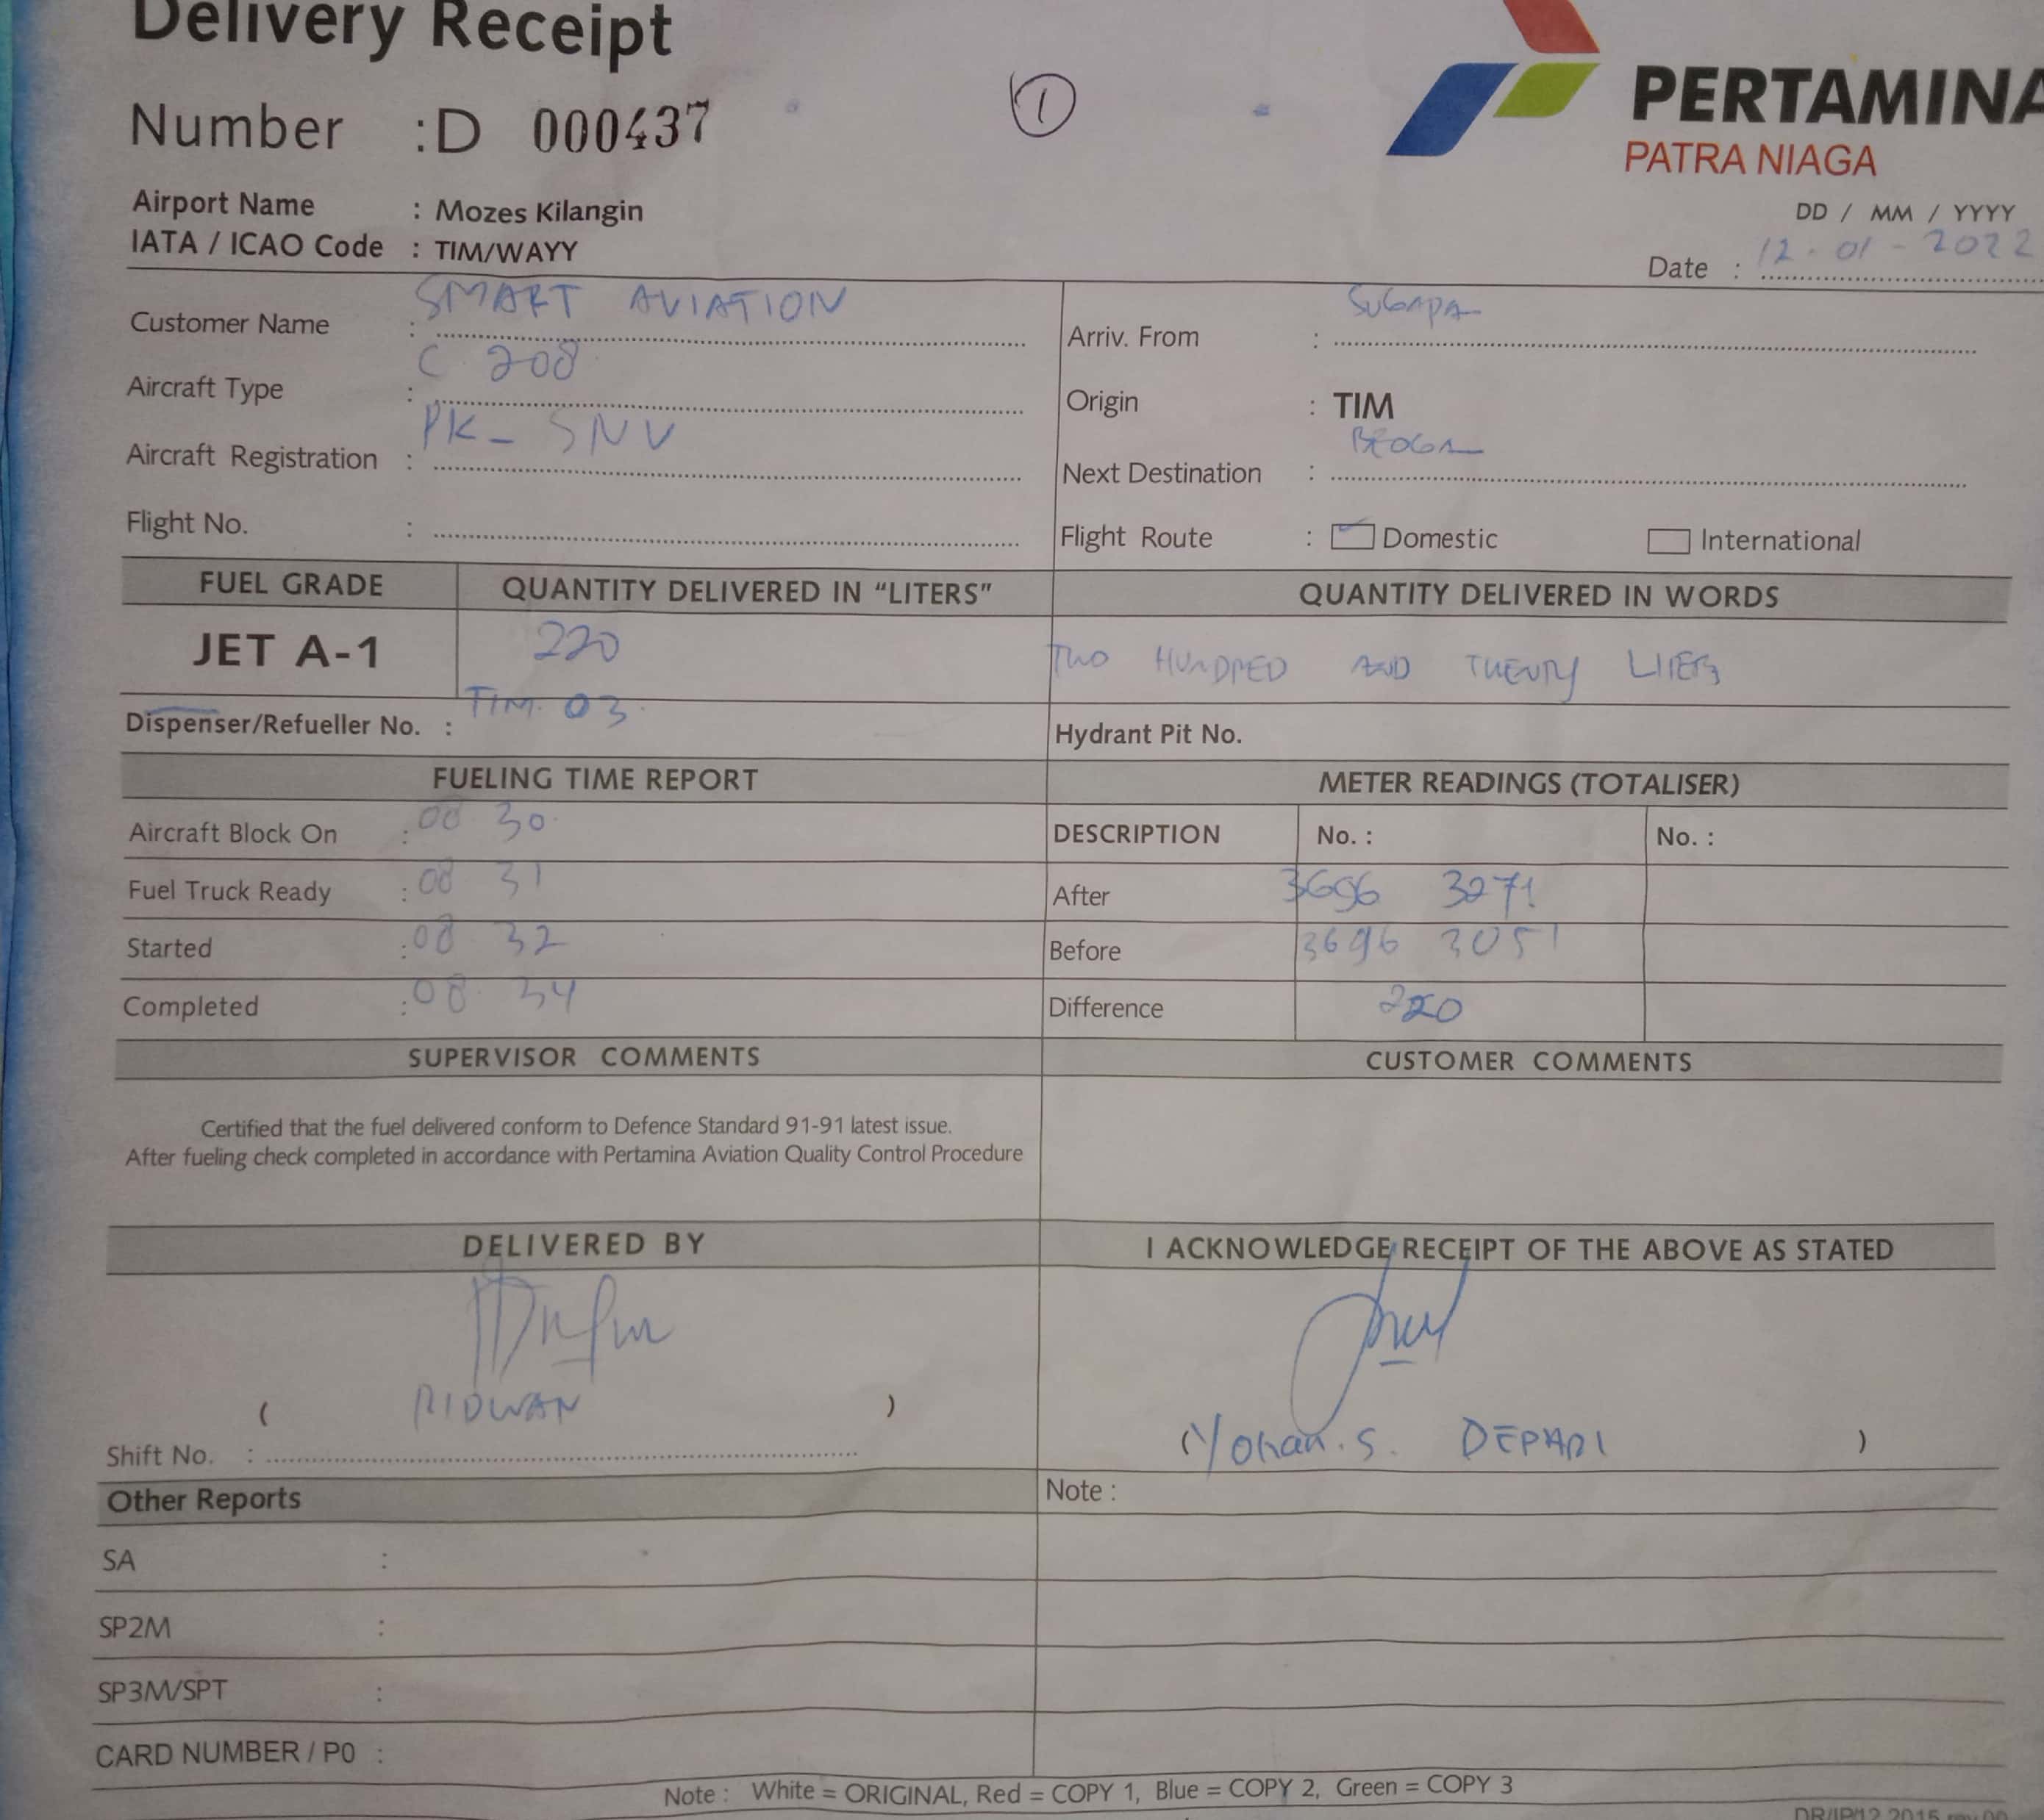 Delivery Receipt
PERTAMINA
PATRA NIAGA
Number : D 000437
1
Airport Name : Mozes Kilangin
IATA / ICAO Code : TIM/WAYY
DD / MM / YYYY
Date : 12-01-2022
Customer Name : SMART AVIATION
Arriv. From : SUGAPA
Aircraft Type : C 208
Origin : TIM
Aircraft Registration : PK-SNV
Next Destination : BEOGA
Flight No. :
Flight Route : Domestic International
FUEL GRADE QUANTITY DELIVERED IN "LITERS" QUANTITY DELIVERED IN WORDS
JET A-1 220 TWO HUNDRED AND TWENTY LITERS
Dispenser/Refueller No. : TIM. 03 Hydrant Pit No.
FUELING TIME REPORT METER READINGS (TOTALISER)
Aircraft Block On : 08 30 DESCRIPTION No. : No. :
Fuel Truck Ready : 08 31 After 3696 3271
Started : 08 32 Before 3696 3051
Completed : 08 34 Difference 220
SUPERVISOR COMMENTS CUSTOMER COMMENTS
Certified that the fuel delivered conform to Defence Standard 91-91 latest issue.
After fueling check completed in accordance with Pertamina Aviation Quality Control Procedure
DELIVERED BY I ACKNOWLEDGE RECEIPT OF THE ABOVE AS STATED
( RIDWAN ) (Yohan. S. DEPARI )
Shift No. :
Other Reports Note :
SA :
SP2M :
SP3M/SPT :
CARD NUMBER / P0 :
Note : White = ORIGINAL, Red = COPY 1, Blue = COPY 2, Green = COPY 3